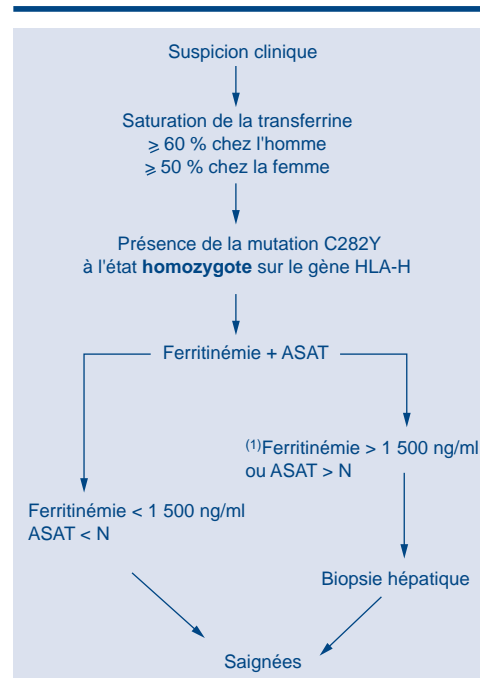 Suspicion clinique
Saturation de la transferrine
⩾ 60 % chez l'homme
⩾ 50 % chez la femme
Présence de la mutation C282Y
à l'état homozygote sur le gène HLA-H
Ferritinémie + ASAT
(1)Ferritinémie > 1 500 ng/ml
ou ASAT > N
Ferritinémie < 1 500 ng/ml
ASAT < N
Biopsie hépatique
Saignées